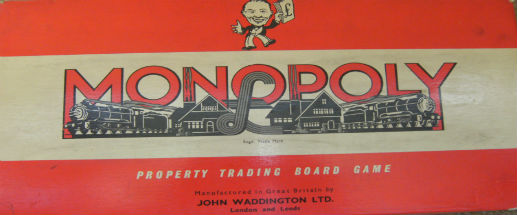 MONOPOLY
Regd. Trade Mark
PROPERTY TRADING BOARD GAME
Manufactured in Great Britain by
JOHN WADDINGTON LTD.
London and Leeds